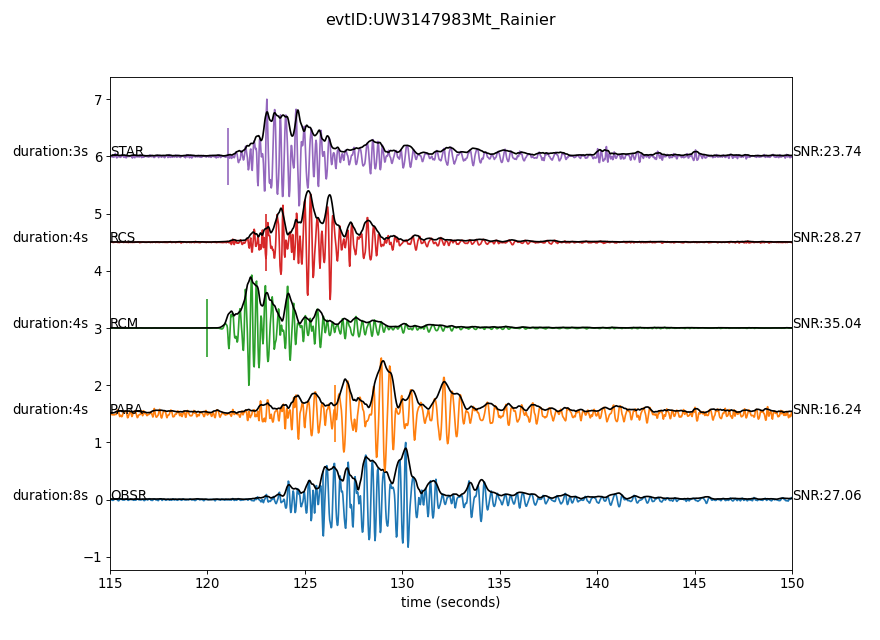 evtID:UW3147983Mt_Rainier
7
duration:3s STAR SNR:23.74
6
5
duration:4s RCS SNR:28.27
4
duration:4s RCM SNR:35.04
3
2
duration:4s PARA SNR:16.24
1
duration:8s OBSR SNR:27.06
0
−1
115 120 125 130 135 140 145 150
time (seconds)